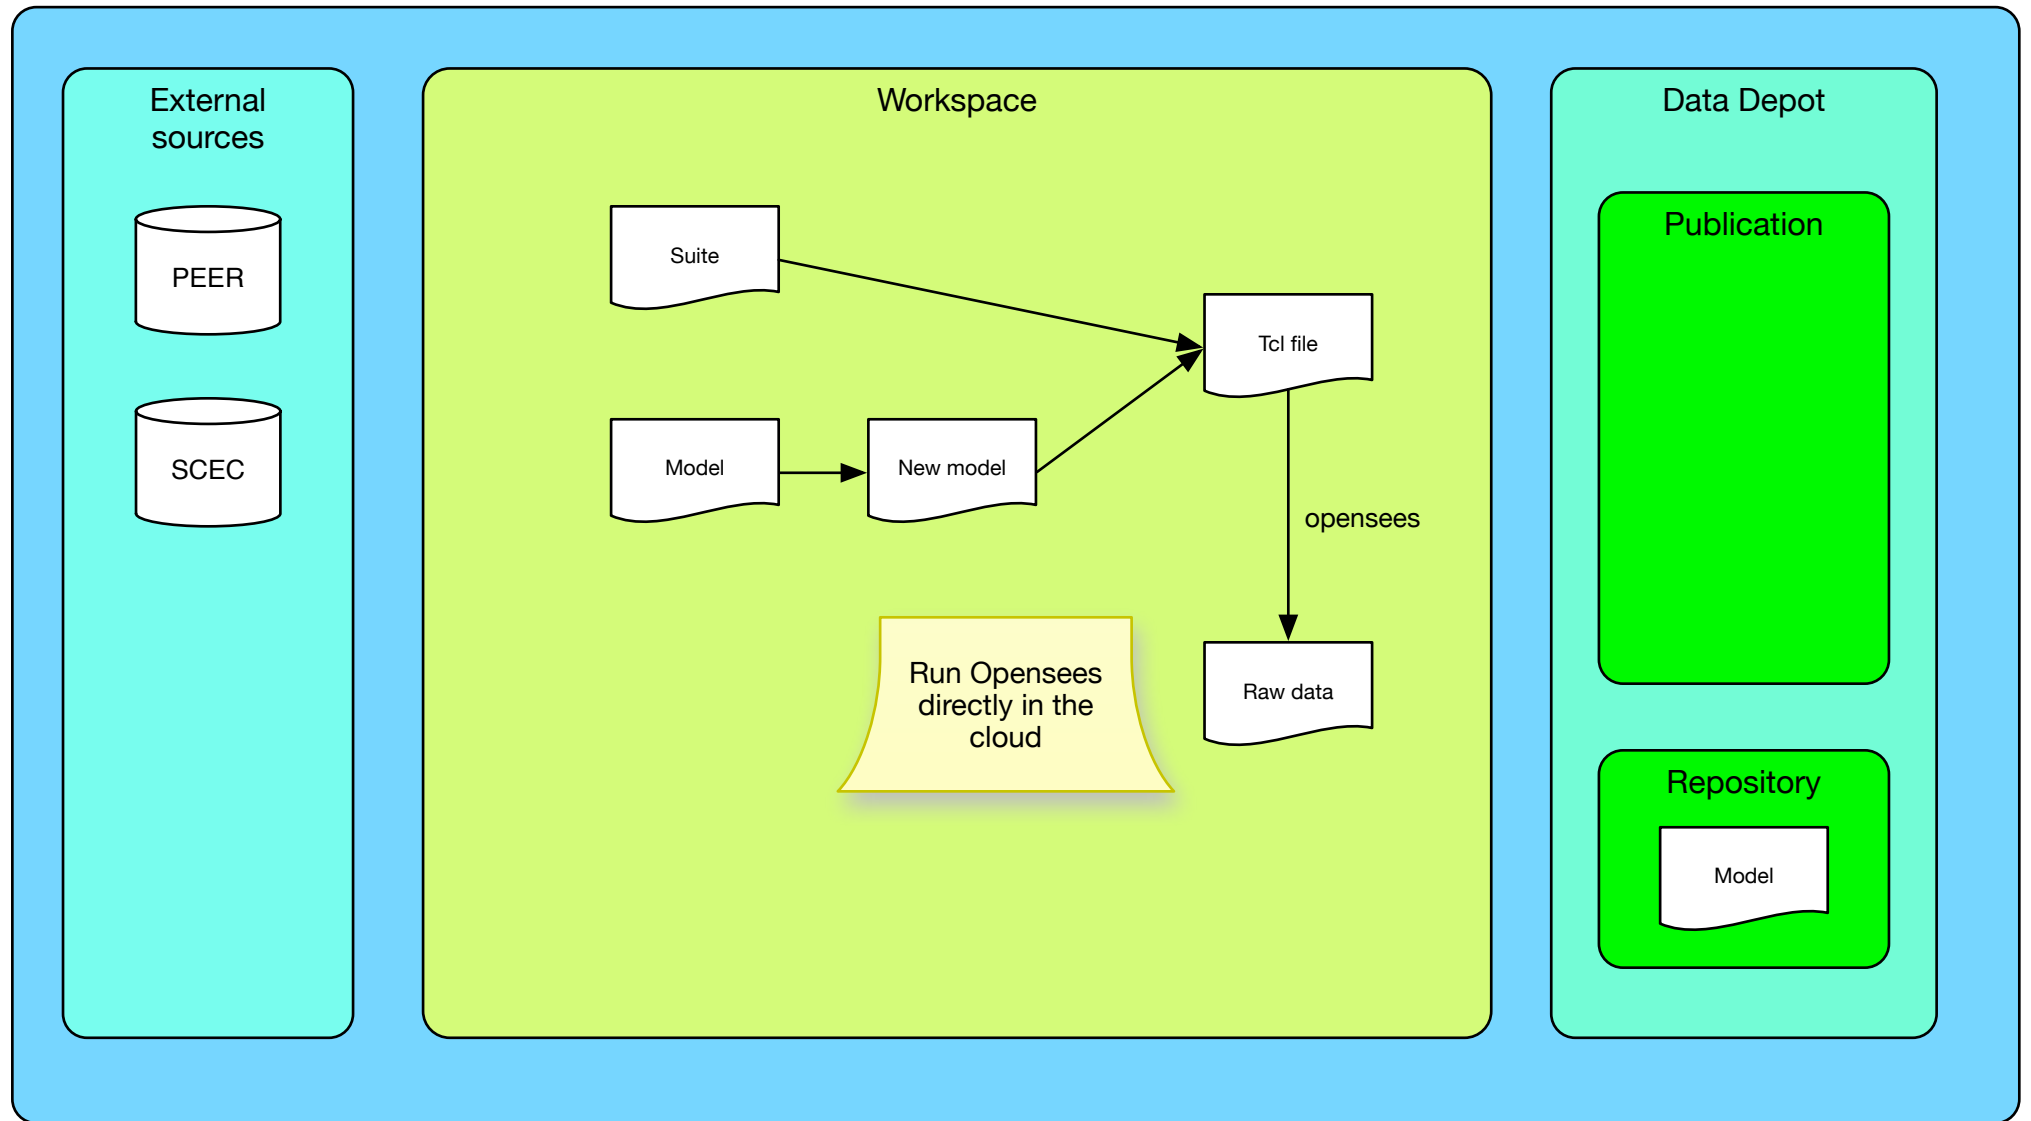 External
sources
PEER
SCEC
Workspace
Suite
Tcl file
Model
New model
opensees
Run Opensees
directly in the
cloud
Raw data
Data Depot
Publication
Repository
Model